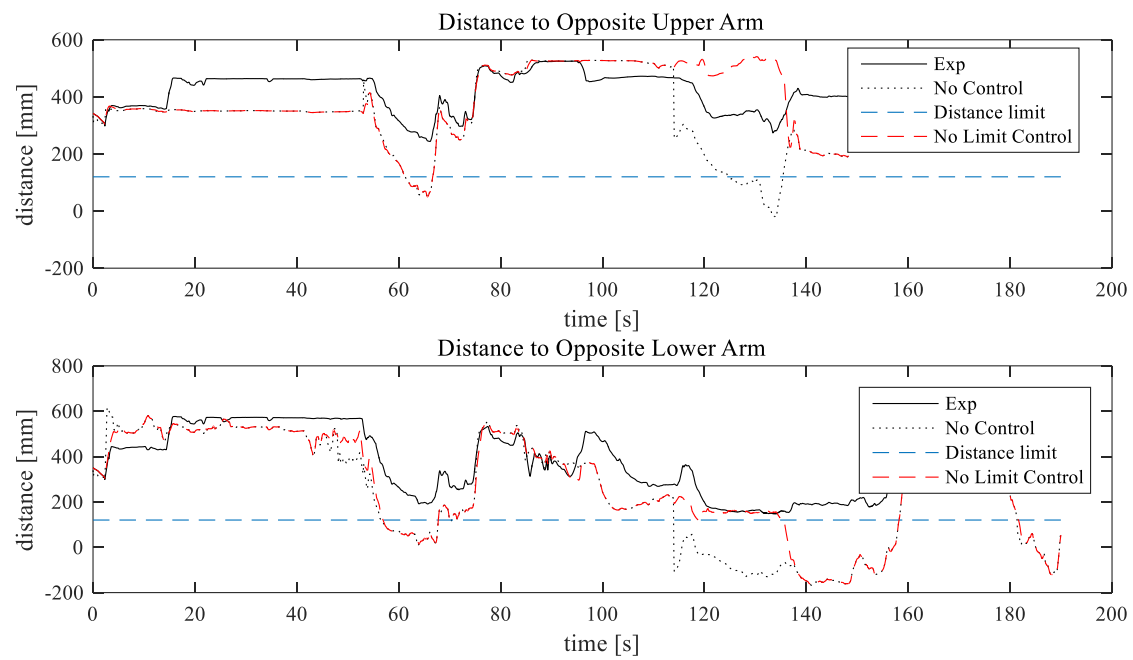 Distance to Opposite Upper Arm
600
400
200
0
-200
distance [mm]
0 20 40 60 80 100 120 140 160 180 200
time [s]
Exp
No Control
Distance limit
No Limit Control
Distance to Opposite Lower Arm
800
600
400
200
0
-200
distance [mm]
0 20 40 60 80 100 120 140 160 180 200
time [s]
Exp
No Control
Distance limit
No Limit Control